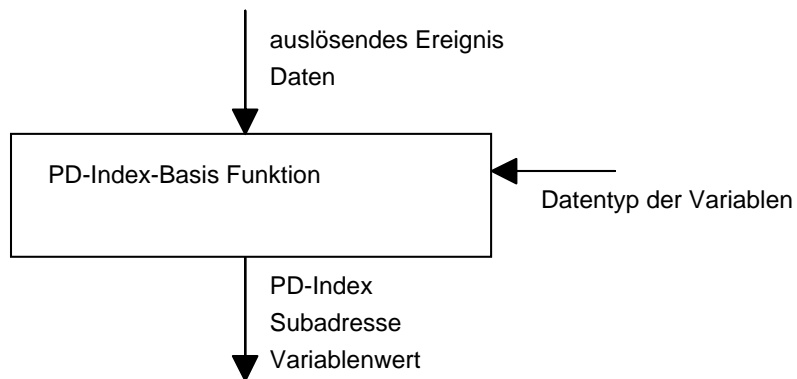 auslösendes Ereignis
Daten
PD-Index-Basis Funktion
Datentyp der Variablen
PD-Index
Subadresse
Variablenwert